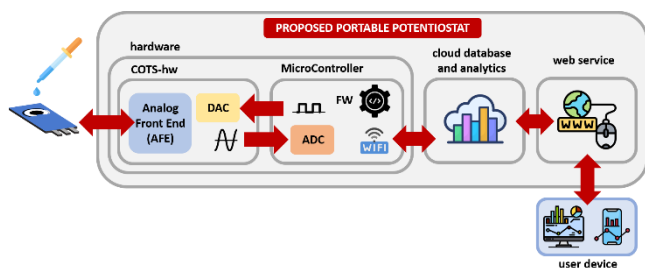 PROPOSED PORTABLE POTENTIOSTAT
hardware
cloud database
and analytics
web service
COTS-hw
MicroController
Analog
Front End
(AFE)
DAC
FW
ADC
WIFI
WWW
user device